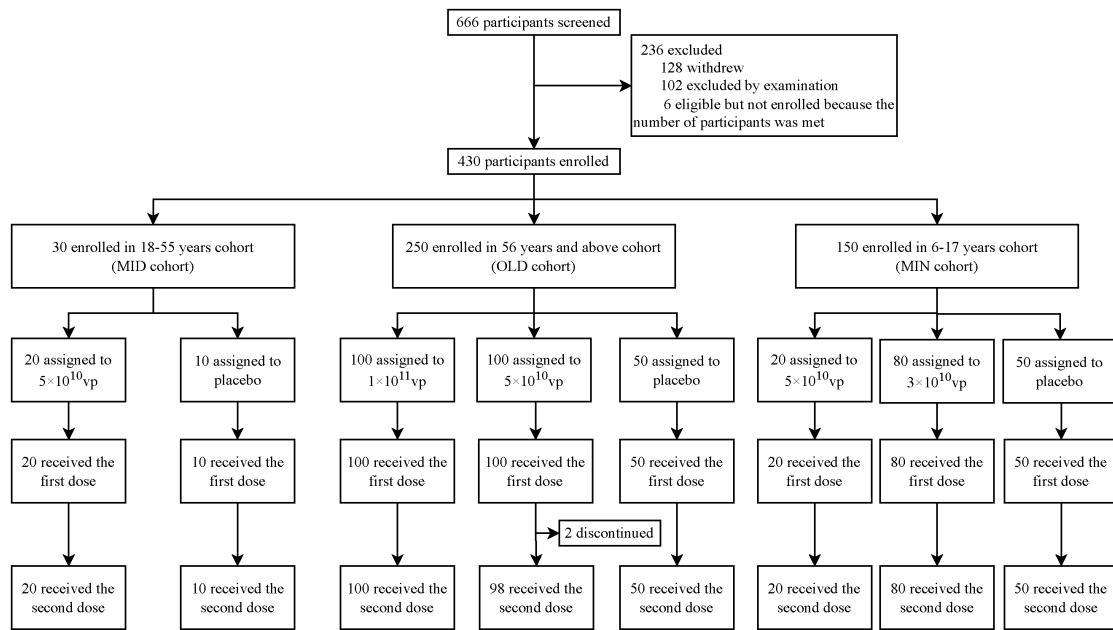 666 participants screened
236 excluded
128 withdrew
102 excluded by examination
6 eligible but not enrolled because the
number of participants was met
430 participants enrolled
30 enrolled in 18-55 years cohort
(MID cohort)
250 enrolled in 56 years and above cohort
(OLD cohort)
150 enrolled in 6-17 years cohort
(MIN cohort)
20 assigned to
5×10¹⁰vp
10 assigned to
placebo
100 assigned to
1×10¹¹vp
100 assigned to
5×10¹⁰vp
50 assigned to
placebo
20 assigned to
5×10¹⁰vp
80 assigned to
3×10¹⁰vp
50 assigned to
placebo
20 received the
first dose
10 received the
first dose
100 received the
first dose
100 received the
first dose
50 received the
first dose
20 received the
first dose
80 received the
first dose
50 received the
first dose
2 discontinued
20 received the
second dose
10 received the
second dose
100 received the
second dose
98 received the
second dose
50 received the
second dose
20 received the
second dose
80 received the
second dose
50 received the
second dose